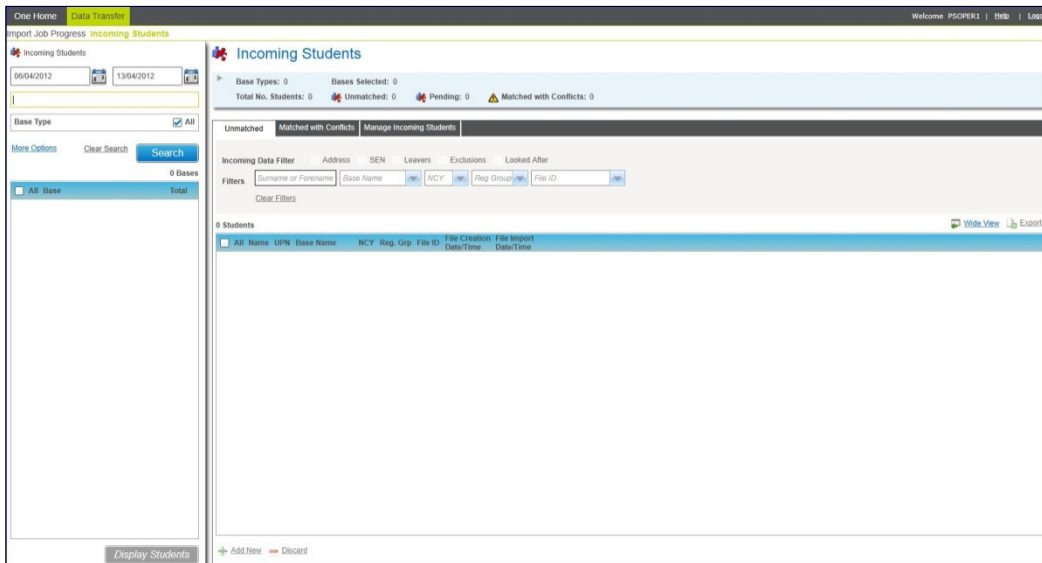 One Home Data Transfer Welcome PSOPER1 | Help | Logo
Import Job Progress Incoming Students
Incoming Students
06/04/2012 13/04/2012
Base Type All
More Options Clear Search Search
0 Bases
All Base Total
Display Students
Incoming Students
Base Types: 0 Bases Selected: 0
Total No. Students: 0 Unmatched: 0 Pending: 0 Matched with Conflicts: 0
Unmatched Matched with Conflicts Manage Incoming Students
Incoming Data Filter Address SEN Leavers Exclusions Looked After
Filters Surname or Forename Base Name NCY Reg Group File ID
Clear Filters
0 Students Wide View Export
All Name UPN Base Name NCY Reg. Grp File ID File Creation Date/Time File Import Date/Time
Add New Discard